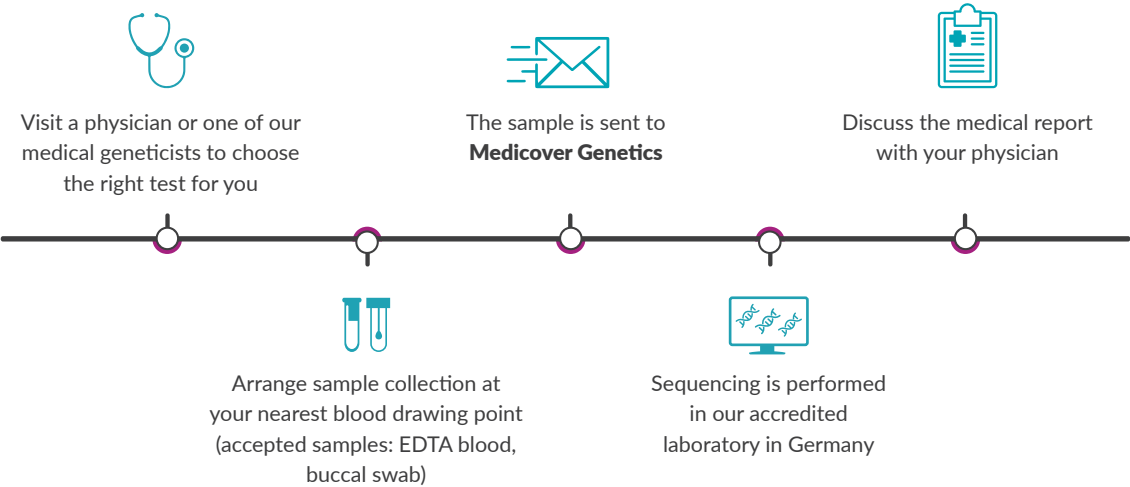 Visit a physician or one of our
medical geneticists to choose
the right test for you
Arrange sample collection at
your nearest blood drawing point
(accepted samples: EDTA blood,
buccal swab)
The sample is sent to
Medicover Genetics
Sequencing is performed
in our accredited
laboratory in Germany
Discuss the medical report
with your physician